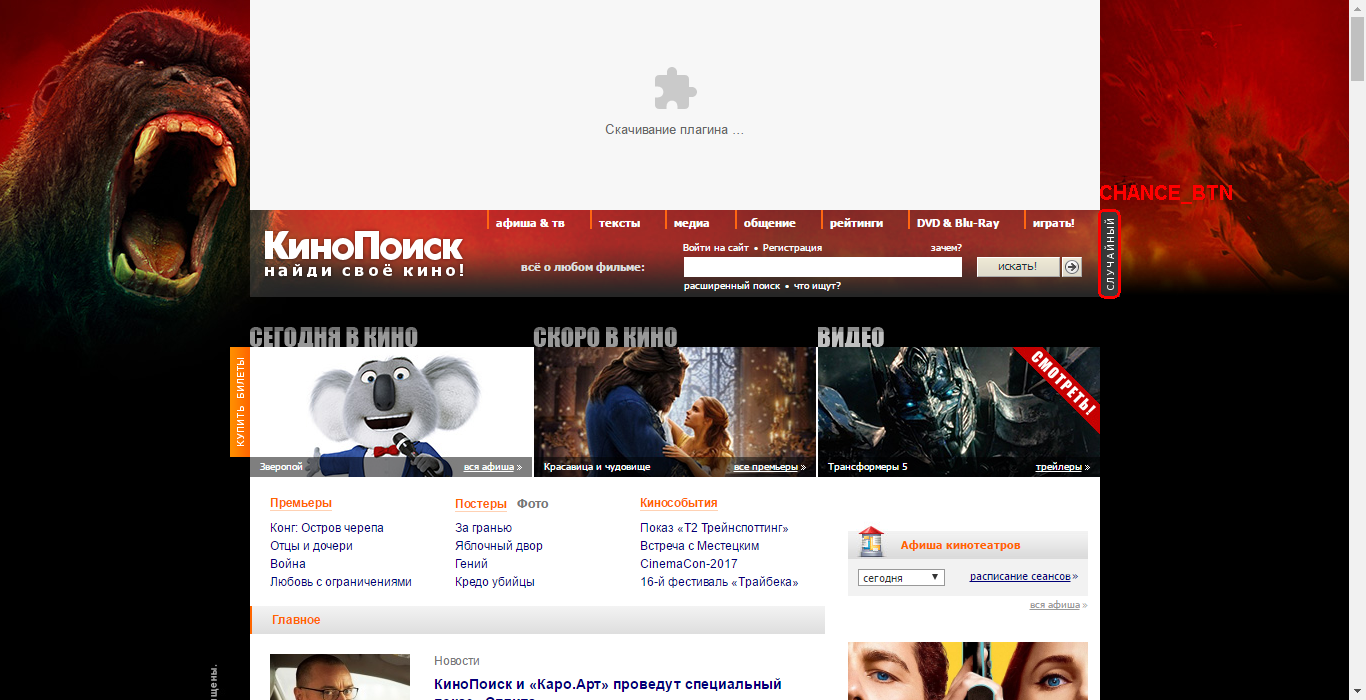 Скачивание плагина ...
CHANCE_BTN
афиша & тв тексты медиа общение рейтинги DVD & Blu-Ray играть!
КиноПоиск
найди своё кино!
Войти на сайт • Регистрация зачем?
всё о любом фильме: искать!
расширенный поиск • что ищут?
СЛУЧАЙНЫЙ
СЕГОДНЯ В КИНО СКОРО В КИНО ВИДЕО
КУПИТЬ БИЛЕТЫ
СМОТРЕТЬ!
Зверопой вся афиша » Красавица и чудовище все премьеры » Трансформеры 5 трейлеры »
Премьеры Постеры Фото Кинособытия
Конг: Остров черепа За гранью Показ «Т2 Трейнспоттинг»
Отцы и дочери Яблочный двор Встреча с Местецким
Война Гений CinemaCon-2017
Любовь с ограничениями Кредо убийцы 16-й фестиваль «Трайбека»
Афиша кинотеатров
сегодня расписание сеансов »
вся афиша »
Главное
Новости
КиноПоиск и «Каро.Арт» проведут специальный